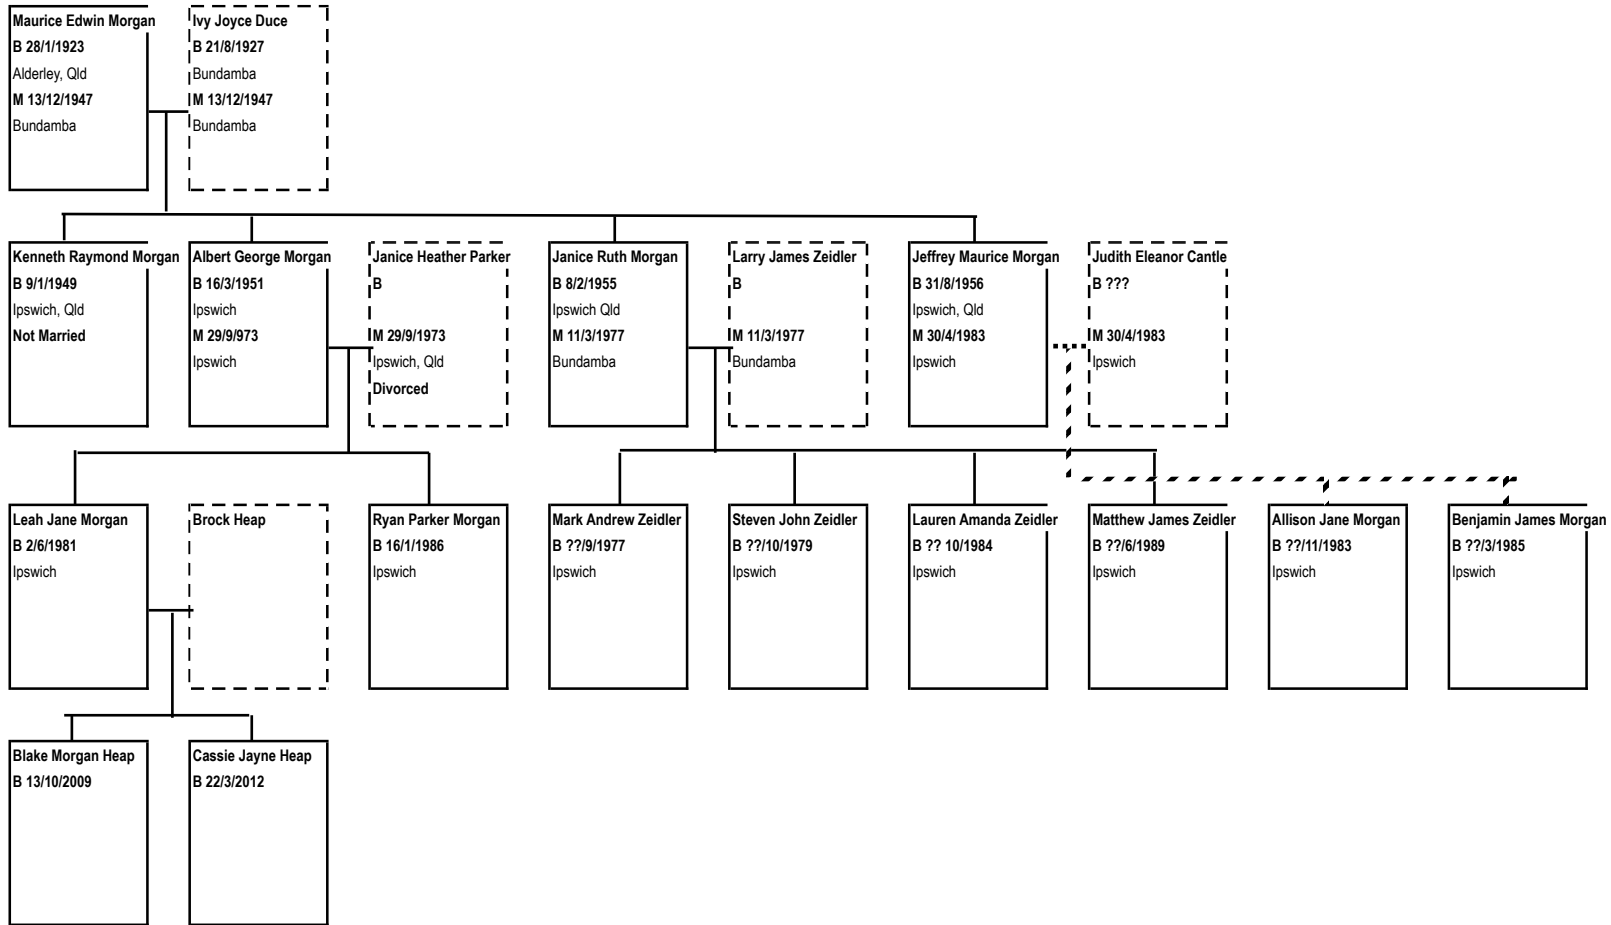 Maurice Edwin Morgan
B 28/1/1923
Alderley, Qld
M 13/12/1947
Bundamba
Ivy Joyce Duce
B 21/8/1927
Bundamba
M 13/12/1947
Bundamba
Kenneth Raymond Morgan
B 9/1/1949
Ipswich, Qld
Not Married
Albert George Morgan
B 16/3/1951
Ipswich
M 29/9/973
Ipswich
Janice Heather Parker
B
M 29/9/1973
Ipswich, Qld
Divorced
Janice Ruth Morgan
B 8/2/1955
Ipswich Qld
M 11/3/1977
Bundamba
Larry James Zeidler
B
M 11/3/1977
Bundamba
Jeffrey Maurice Morgan
B 31/8/1956
Ipswich, Qld
M 30/4/1983
Ipswich
Judith Eleanor Cantle
B ???
M 30/4/1983
Ipswich
Leah Jane Morgan
B 2/6/1981
Ipswich
Brock Heap
Ryan Parker Morgan
B 16/1/1986
Ipswich
Mark Andrew Zeidler
B ??/9/1977
Ipswich
Steven John Zeidler
B ??/10/1979
Ipswich
Lauren Amanda Zeidler
B ?? 10/1984
Ipswich
Matthew James Zeidler
B ??/6/1989
Ipswich
Allison Jane Morgan
B ??/11/1983
Ipswich
Benjamin James Morgan
B ??/3/1985
Ipswich
Blake Morgan Heap
B 13/10/2009
Cassie Jayne Heap
B 22/3/2012